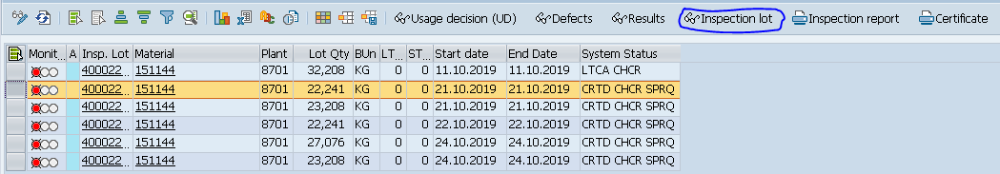 Usage decision (UD) Defects Results Inspection lot Inspection report Certificate
Monit... A Insp. Lot Material Plant Lot Qty BUn LT... ST... Start date End Date System Status
400022... 151144 8701 32,208 KG 0 0 11.10.2019 11.10.2019 LTCA CHCR
400022... 151144 8701 22,241 KG 0 0 21.10.2019 21.10.2019 CRTD CHCR SPRQ
400022... 151144 8701 23,208 KG 0 0 21.10.2019 21.10.2019 CRTD CHCR SPRQ
400022... 151144 8701 22,241 KG 0 0 22.10.2019 22.10.2019 CRTD CHCR SPRQ
400022... 151144 8701 27,076 KG 0 0 24.10.2019 24.10.2019 CRTD CHCR SPRQ
400022... 151144 8701 23,208 KG 0 0 24.10.2019 24.10.2019 CRTD CHCR SPRQ